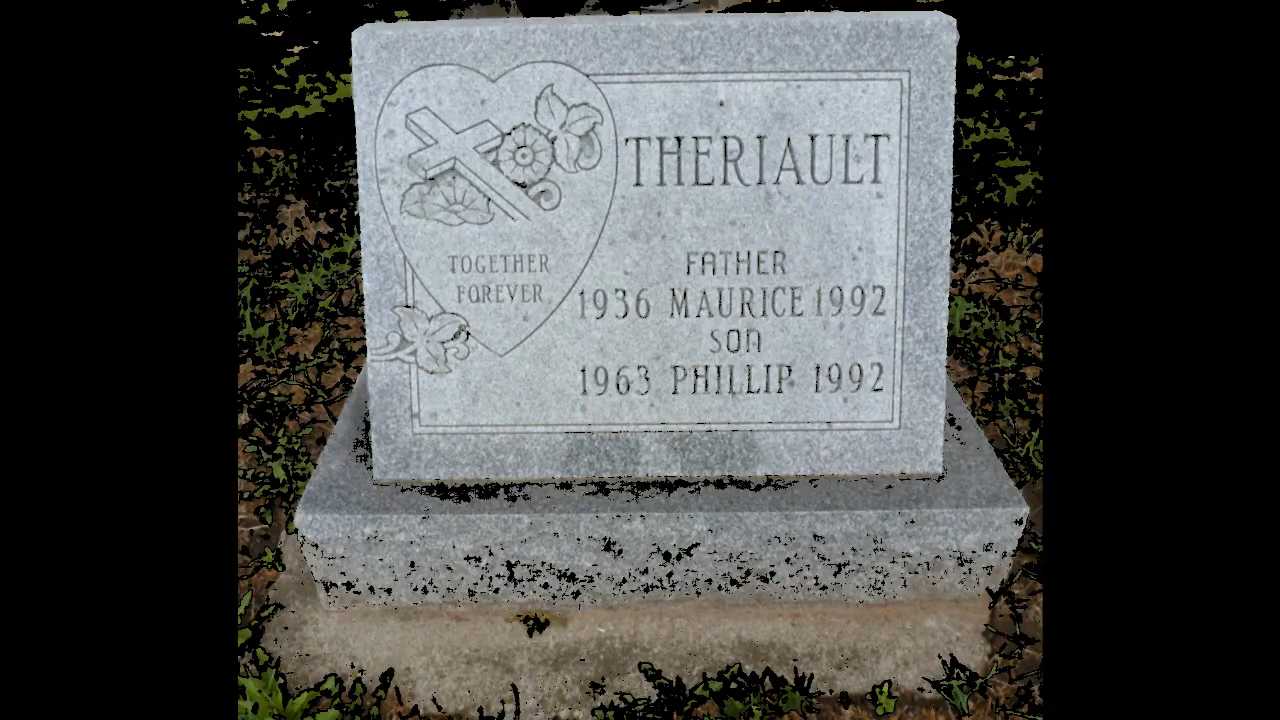 THERIAULT
TOGETHER
FOREVER
FATHER
1936 MAURICE 1992
SON
1963 PHILLIP 1992